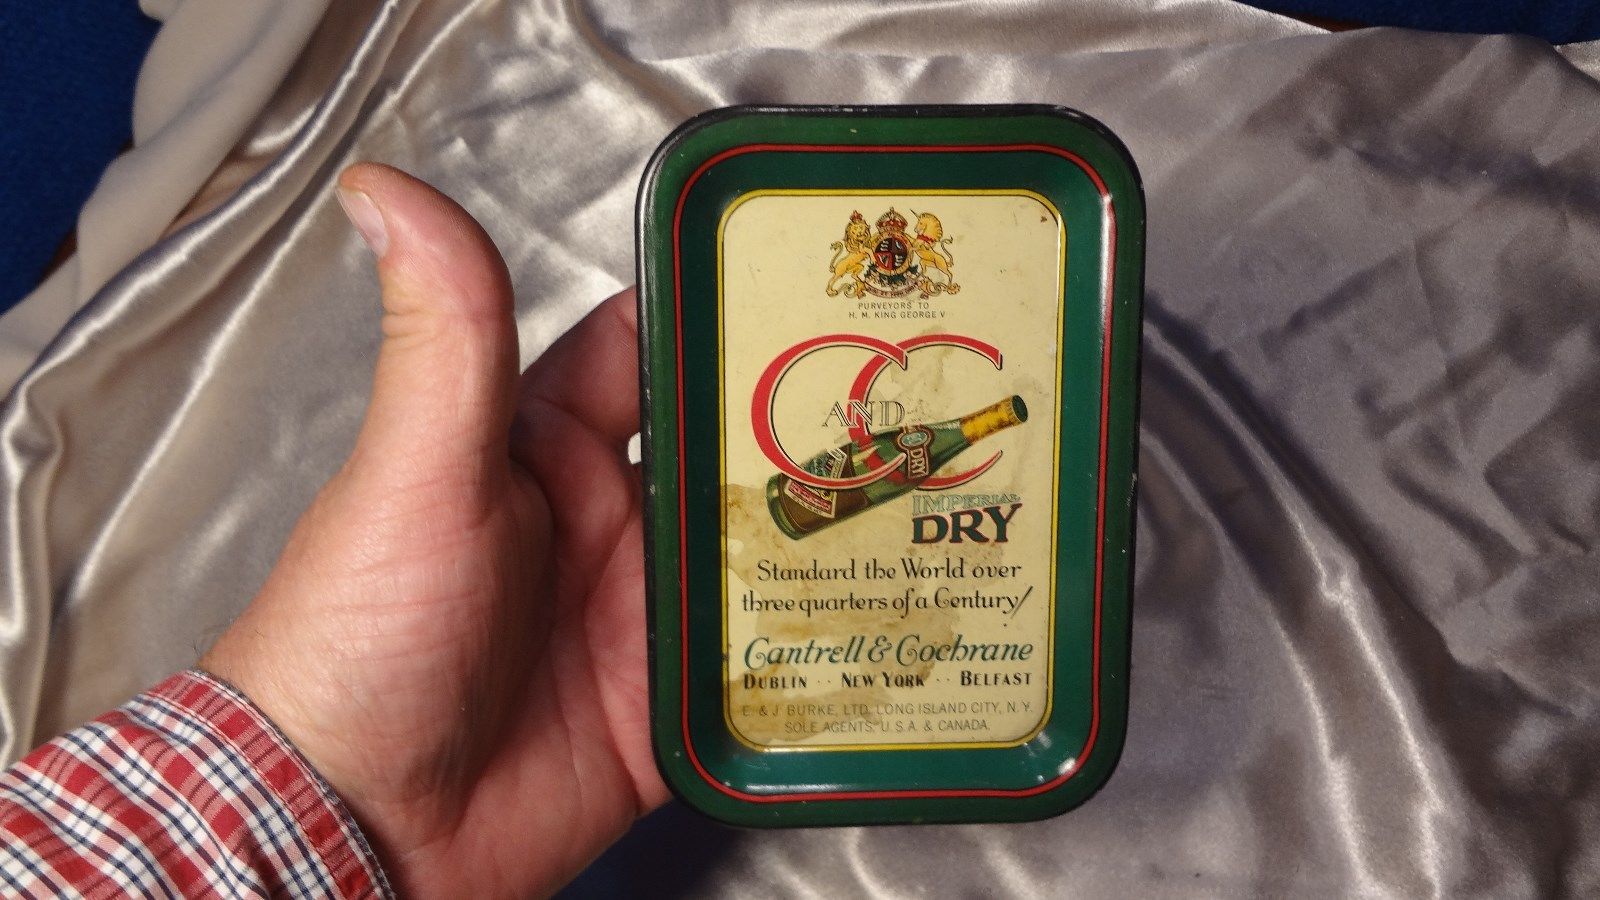 PURVEYORS TO
H. M. KING GEORGE V
C AND C
DRY
IMPERIAL
DRY
Standard the World over
three quarters of a Century!
Cantrell & Cochrane
DUBLIN ·· NEW YORK ·· BELFAST
E. & J. BURKE, LTD. LONG ISLAND CITY, N. Y.
SOLE AGENTS, U.S.A. & CANADA.